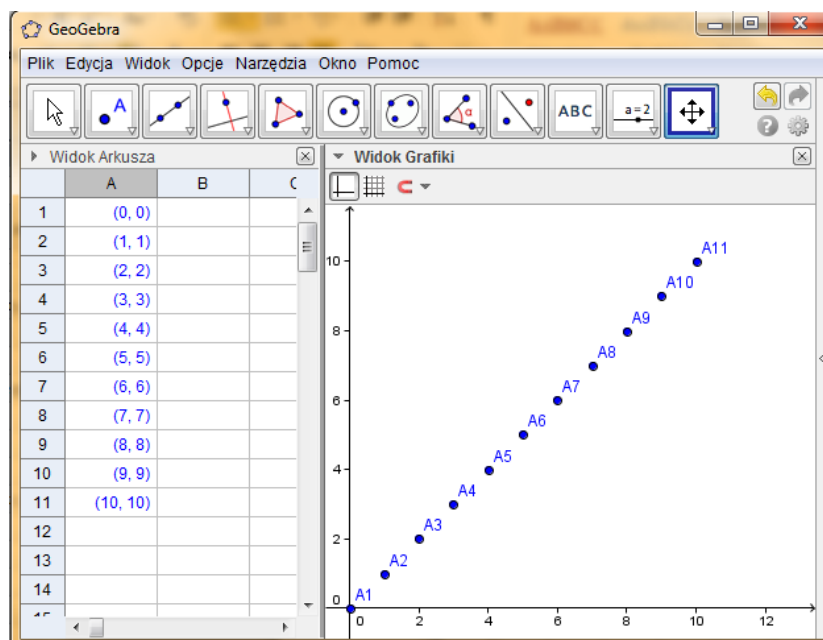 GeoGebra
Plik Edycja Widok Opcje Narzędzia Okno Pomoc
A α ABC a=2
Widok Arkusza
A B
1 (0, 0)
2 (1, 1)
3 (2, 2)
4 (3, 3)
5 (4, 4)
6 (5, 5)
7 (6, 6)
8 (7, 7)
9 (8, 8)
10 (9, 9)
11 (10, 10)
12
13
14
Widok Grafiki
A11
10
A10
A9
8
A8
A7
6
A6
A5
4
A4
A3
2
A2
A1
0
0 2 4 6 8 10 12